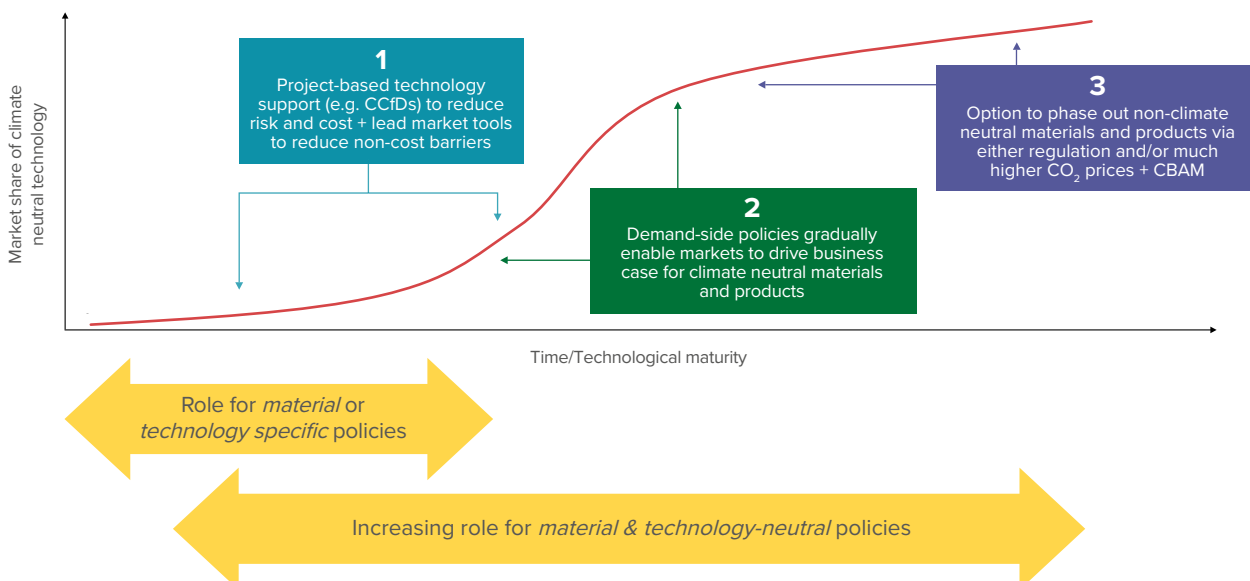 Market share of climate
neutral technology
1
Project-based technology
support (e.g. CCfDs) to reduce
risk and cost + lead market tools
to reduce non-cost barriers
2
Demand-side policies gradually
enable markets to drive business
case for climate neutral materials
and products
3
Option to phase out non-climate
neutral materials and products via
either regulation and/or much
higher CO₂ prices + CBAM
Time/Technological maturity
Role for material or
technology specific policies
Increasing role for material & technology-neutral policies